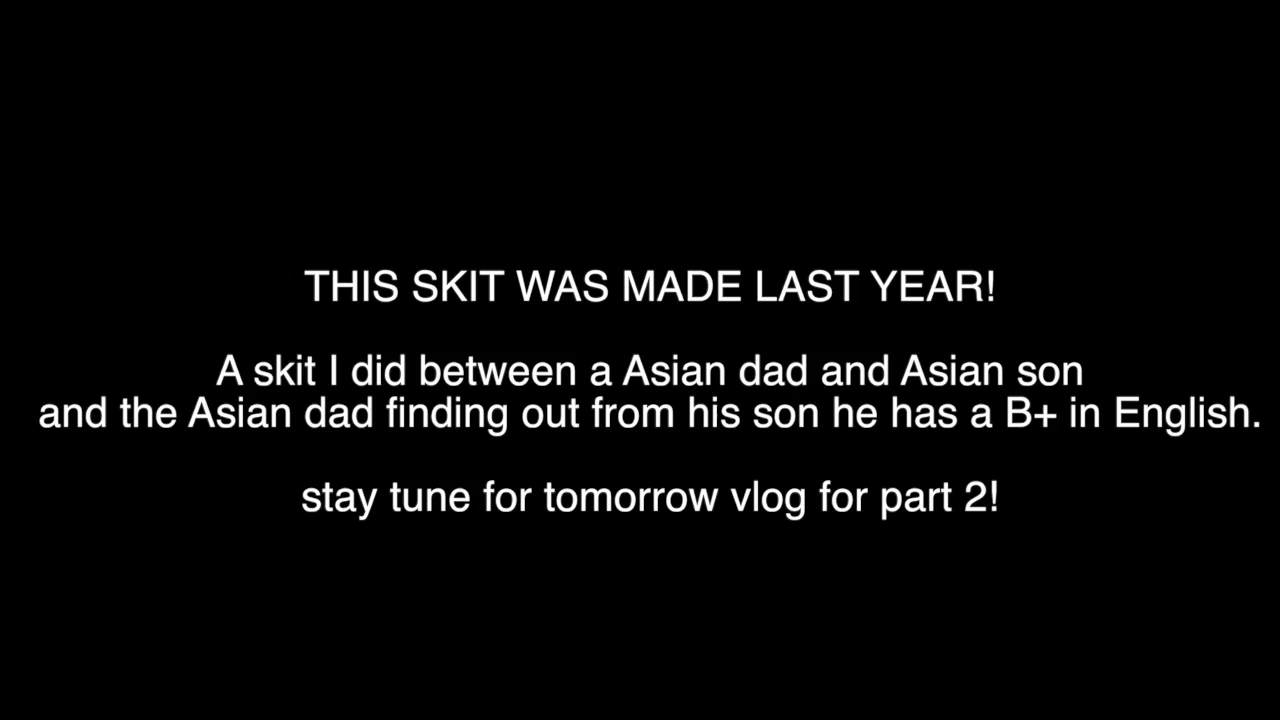 THIS SKIT WAS MADE LAST YEAR!
A skit I did between a Asian dad and Asian son
and the Asian dad finding out from his son he has a B+ in English.
stay tune for tomorrow vlog for part 2!